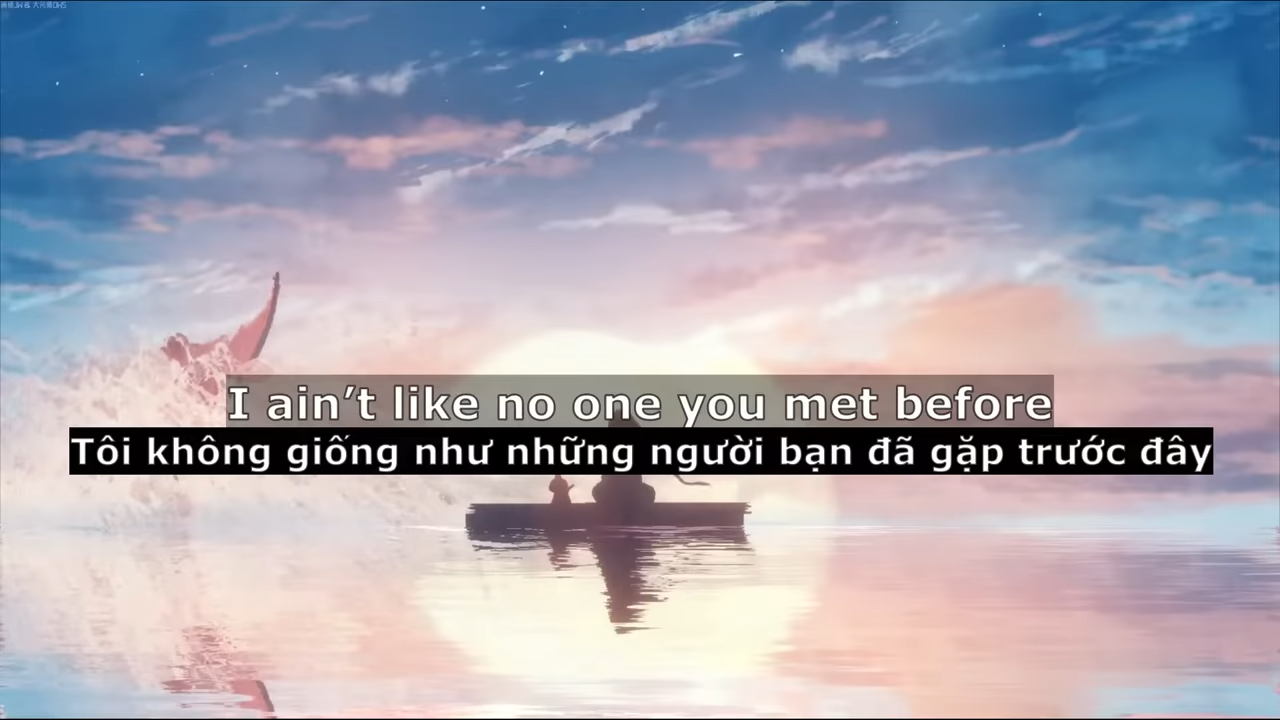 I ain’t like no one you met before
Tôi không giống như những người bạn đã gặp trước đây